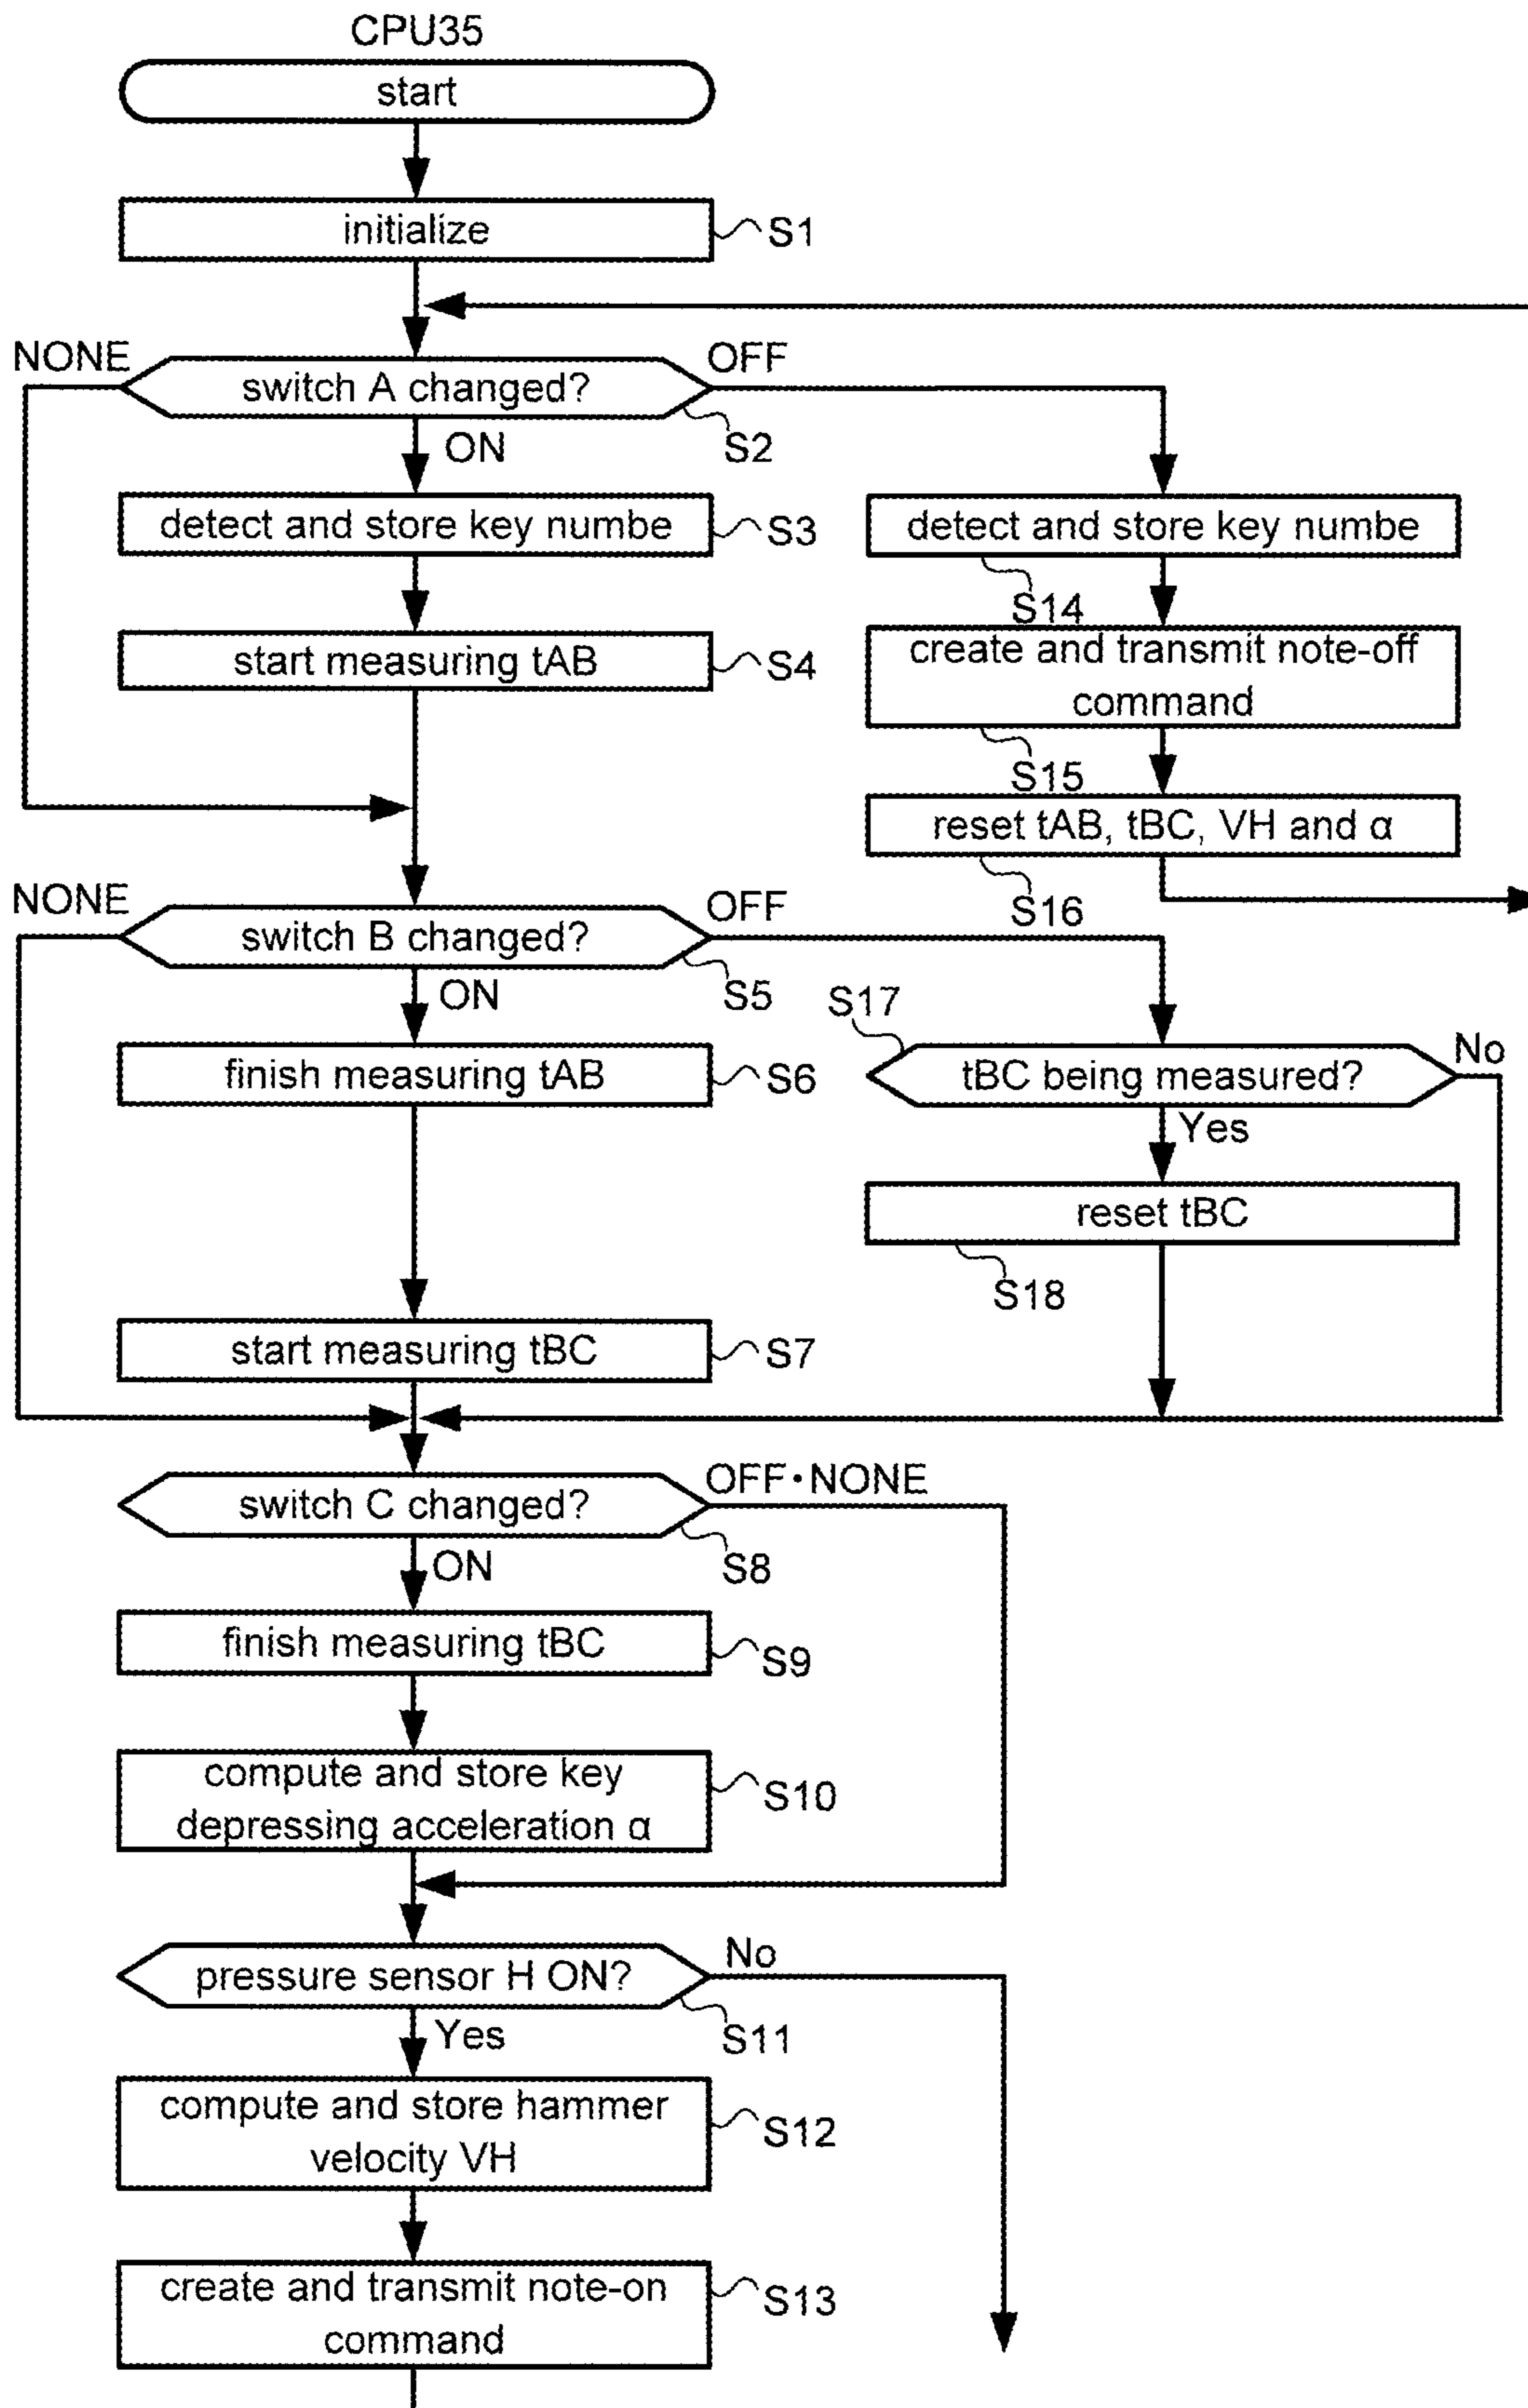 CPU35
start
initialize
S1
NONE
switch A changed?
OFF
S2
ON
detect and store key numbe
S3
start measuring tAB
S4
detect and store key numbe
S14
create and transmit note-off
command
S15
reset tAB, tBC, VH and α
S16
NONE
switch B changed?
OFF
S5
ON
finish measuring tAB
S6
S17
tBC being measured?
No
Yes
reset tBC
S18
start measuring tBC
S7
switch C changed?
OFF・NONE
S8
ON
finish measuring tBC
S9
compute and store key
depressing acceleration α
S10
pressure sensor H ON?
No
S11
Yes
compute and store hammer
velocity VH
S12
create and transmit note-on
command
S13